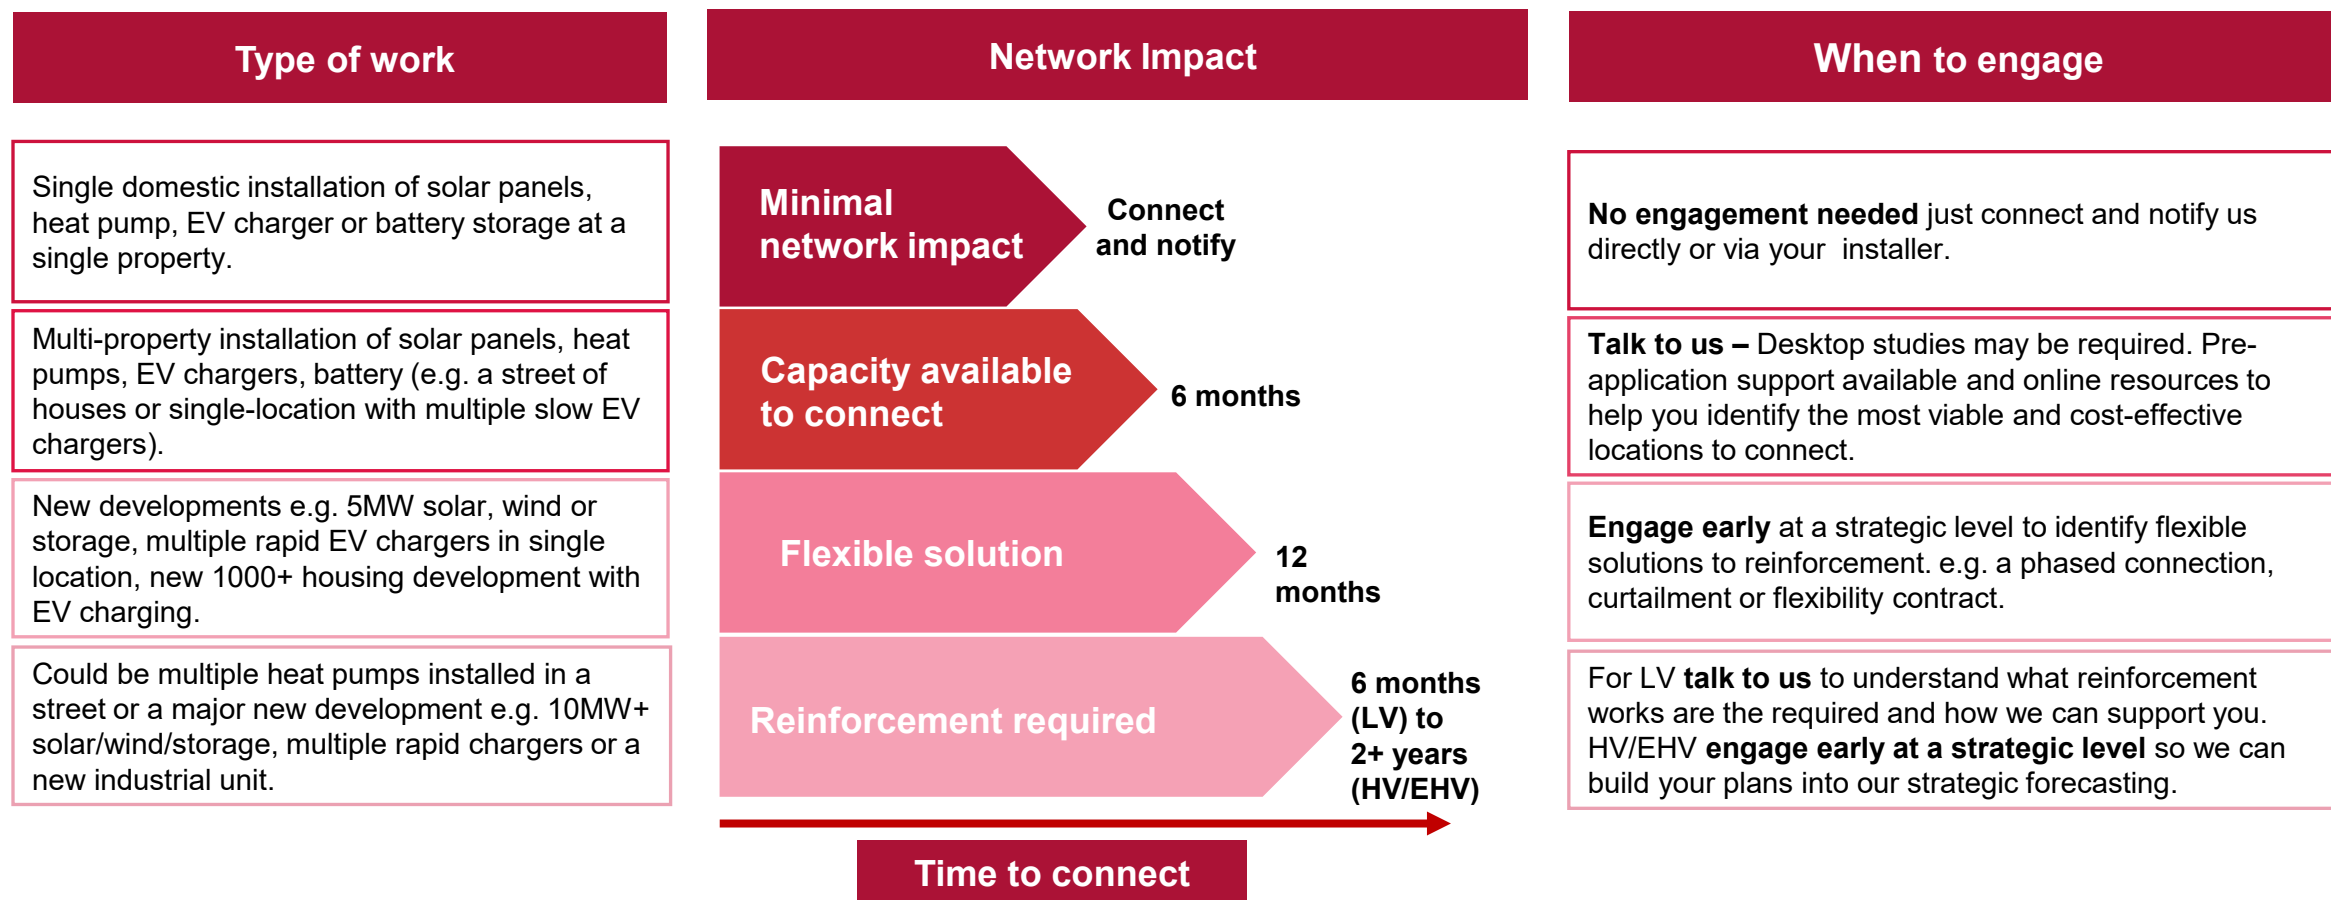 Type of work
Network Impact
When to engage
Single domestic installation of solar panels,
heat pump, EV charger or battery storage at a
single property.
Minimal
network impact
Connect
and notify
No engagement needed just connect and notify us
directly or via your installer.
Multi-property installation of solar panels, heat
pumps, EV chargers, battery (e.g. a street of
houses or single-location with multiple slow EV
chargers).
Capacity available
to connect
6 months
Talk to us – Desktop studies may be required. Pre-
application support available and online resources to
help you identify the most viable and cost-effective
locations to connect.
New developments e.g. 5MW solar, wind or
storage, multiple rapid EV chargers in single
location, new 1000+ housing development with
EV charging.
Flexible solution
12
months
Engage early at a strategic level to identify flexible
solutions to reinforcement. e.g. a phased connection,
curtailment or flexibility contract.
Could be multiple heat pumps installed in a
street or a major new development e.g. 10MW+
solar/wind/storage, multiple rapid chargers or a
new industrial unit.
Reinforcement required
6 months
(LV) to
2+ years
(HV/EHV)
For LV talk to us to understand what reinforcement
works are the required and how we can support you.
HV/EHV engage early at a strategic level so we can
build your plans into our strategic forecasting.
Time to connect